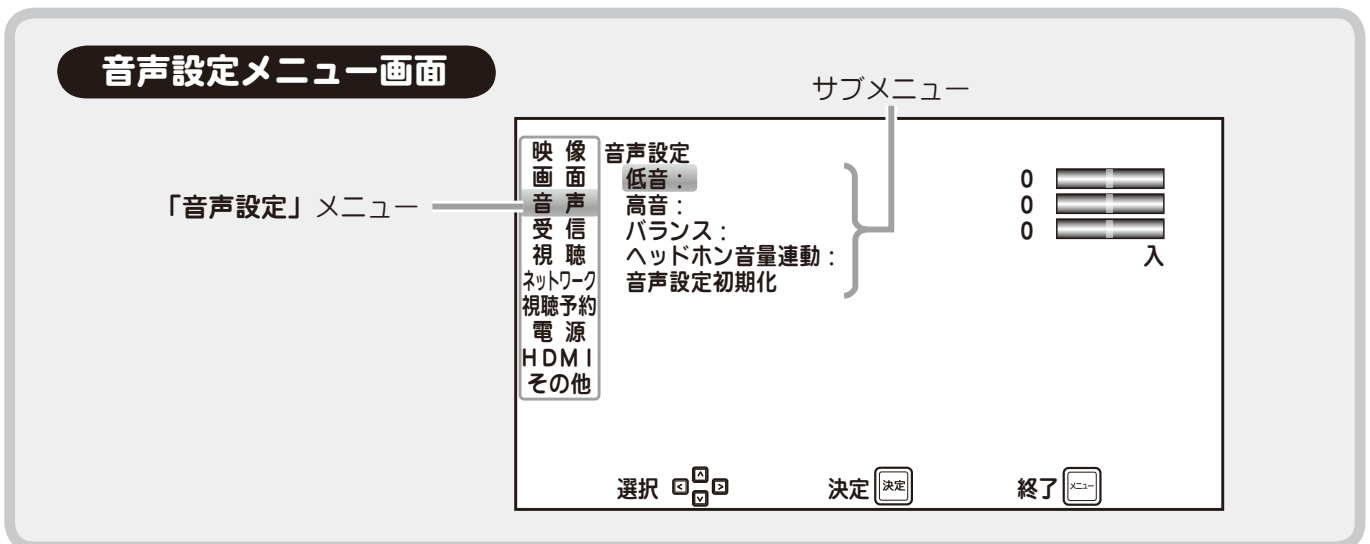 音声設定メニュー画面
サブメニュー
「音声設定」メニュー
映 像
画 面
音 声
受 信
視 聴
ネットワーク
視聴予約
電 源
HDMI
その他
音声設定
低音: 0
高音: 0
バランス: 0
ヘッドホン音量連動: 入
音声設定初期化
選択 決定 決定 終了 メニュー